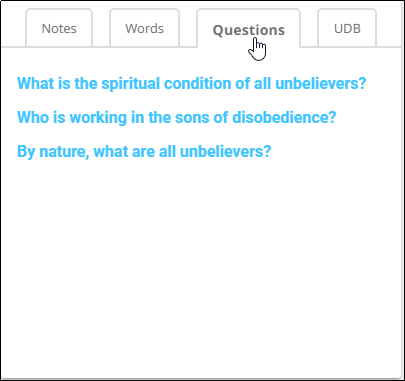 Notes Words Questions UDB
What is the spiritual condition of all unbelievers?
Who is working in the sons of disobedience?
By nature, what are all unbelievers?